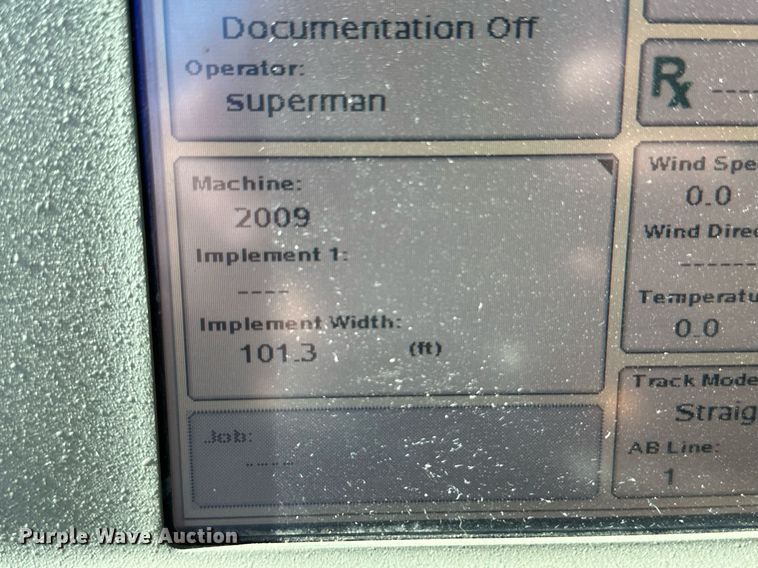 Documentation Off
Operator:
superman
Rx ----
Machine:
2009
Implement 1:
----
Implement Width:
101.3 (ft)
Job:
-----
Wind Spe
0.0
Wind Direc
------
Temperatu
0.0
Track Mode
Straig
AB Line:
1
Purple Wave Auction